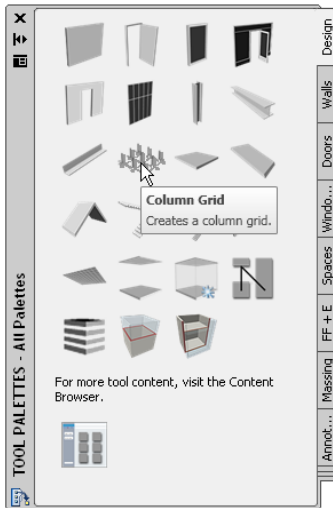 TOOL PALETTES - All Palettes
Design
Walls
Doors
Windo...
Spaces
FF + E
Massing
Annot...
Column Grid
Creates a column grid.
For more tool content, visit the Content
Browser.